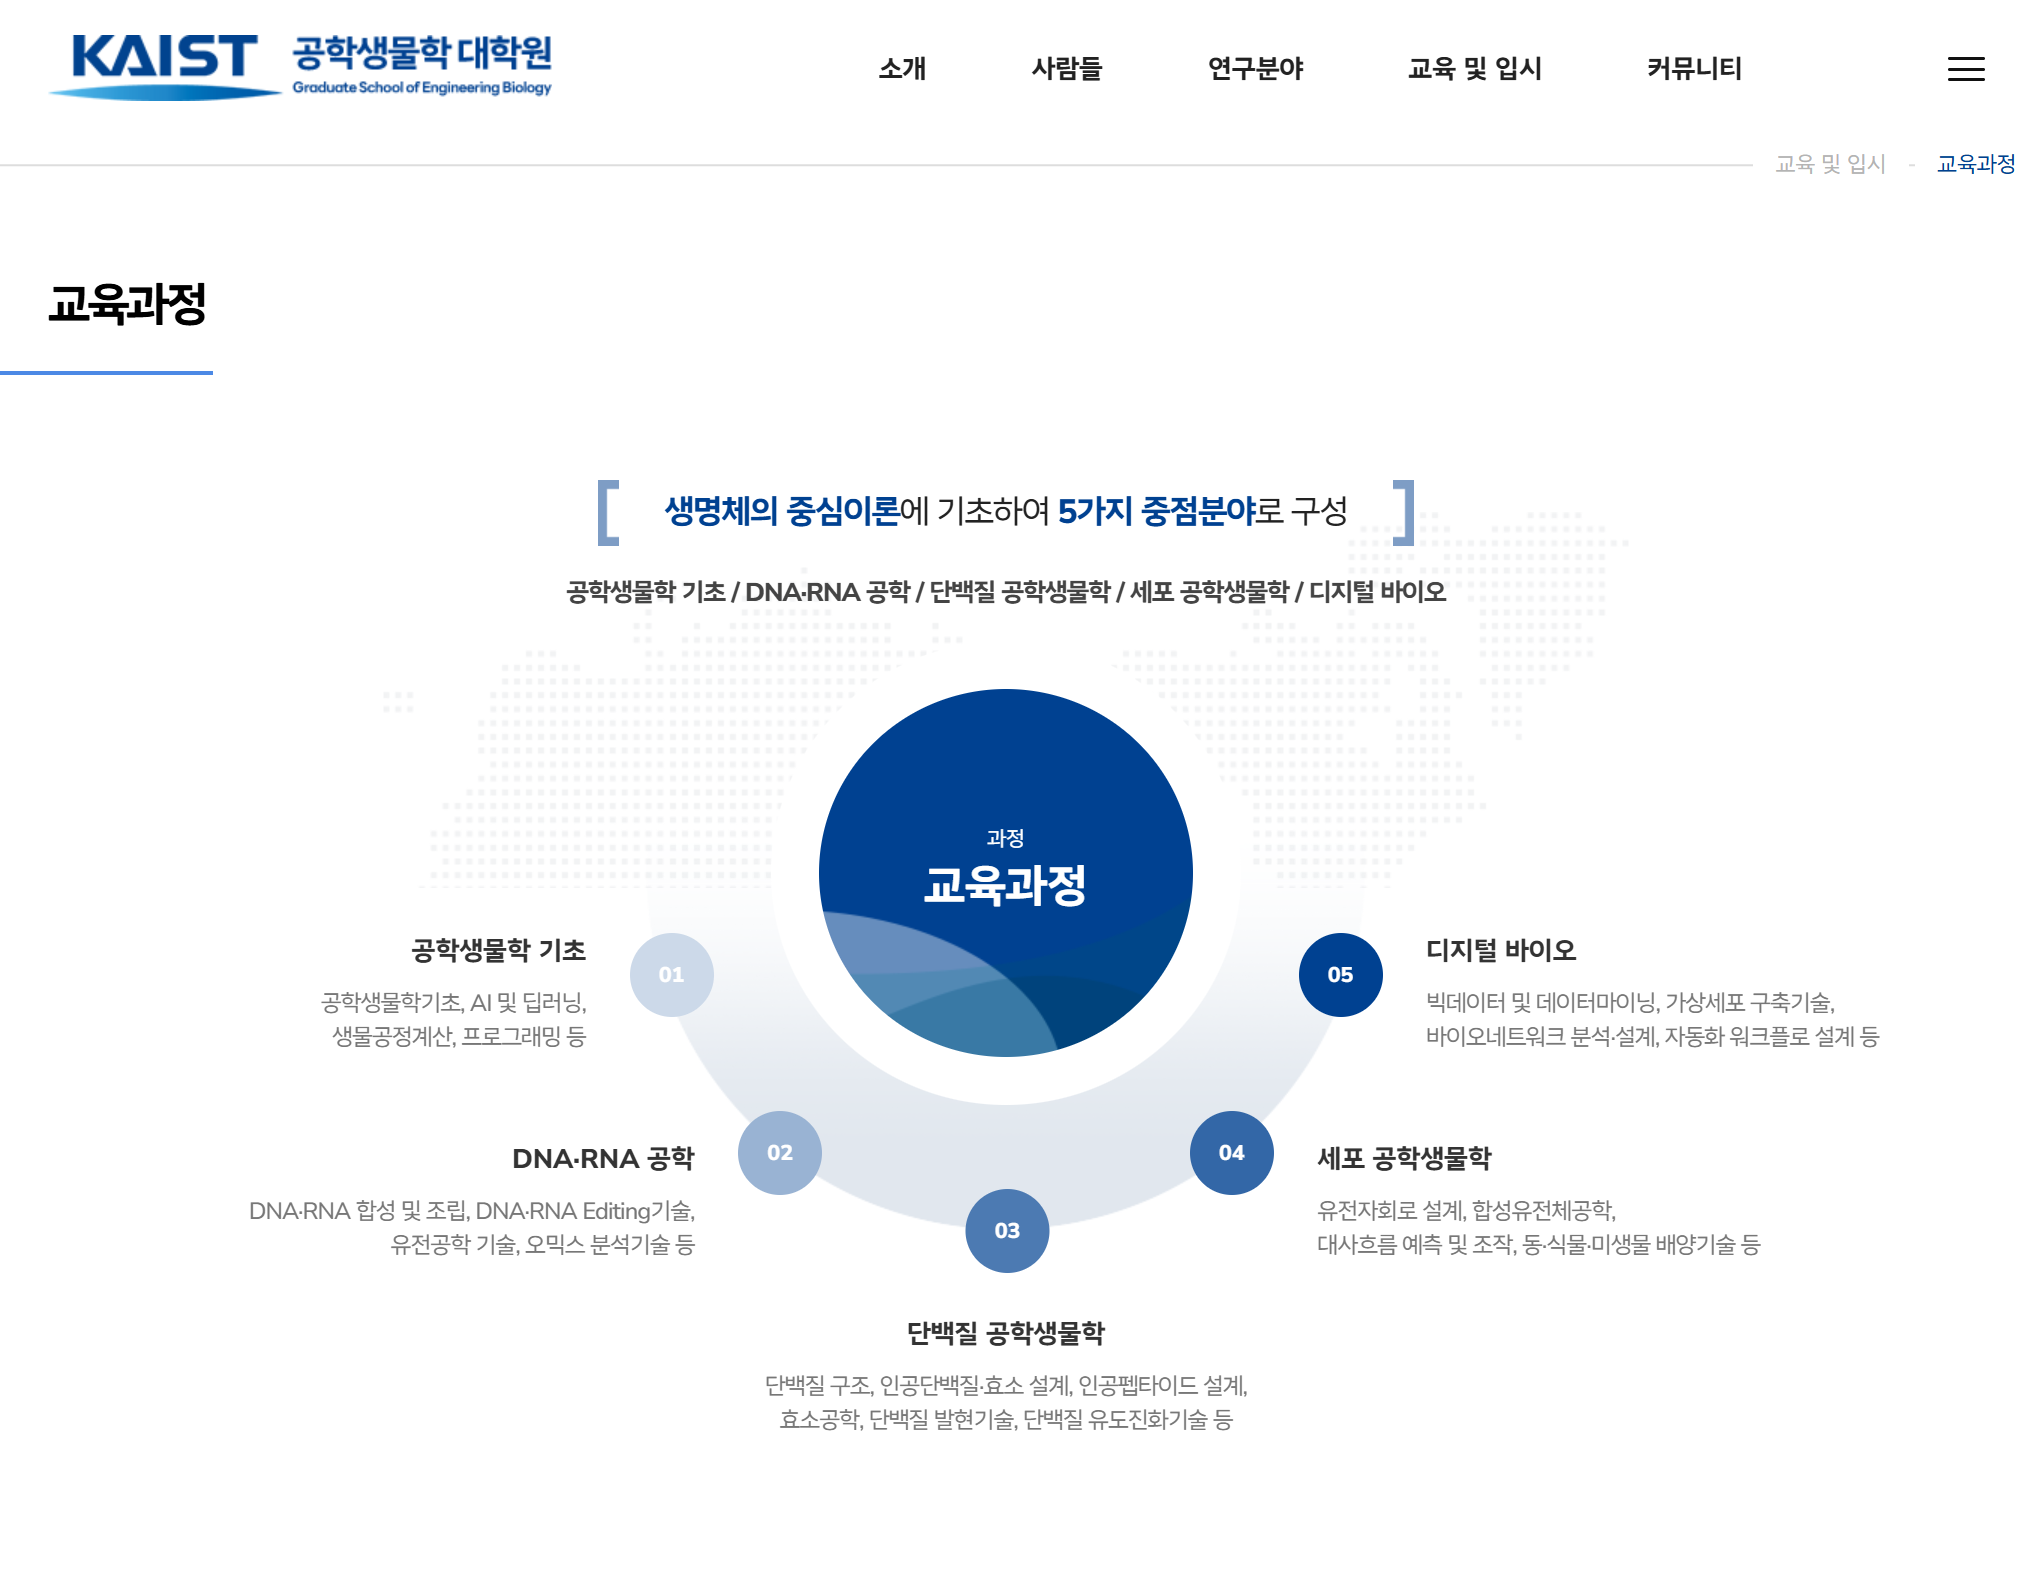 KAIST 공학생물학 대학원
Graduate School of Engineering Biology
소개 사람들 연구분야 교육 및 입시 커뮤니티
교육 및 입시 - 교육과정
교육과정
[ 생명체의 중심이론에 기초하여 5가지 중점분야로 구성 ]
공학생물학 기초 / DNA·RNA 공학 / 단백질 공학생물학 / 세포 공학생물학 / 디지털 바이오
과정
교육과정
01
공학생물학 기초
공학생물학기초, AI 및 딥러닝,
생물공정계산, 프로그래밍 등
02
DNA·RNA 공학
DNA·RNA 합성 및 조립, DNA·RNA Editing기술,
유전공학 기술, 오믹스 분석기술 등
03
단백질 공학생물학
단백질 구조, 인공단백질·효소 설계, 인공펩타이드 설계,
효소공학, 단백질 발현기술, 단백질 유도진화기술 등
04
세포 공학생물학
유전자회로 설계, 합성유전체공학,
대사흐름 예측 및 조작, 동·식물·미생물 배양기술 등
05
디지털 바이오
빅데이터 및 데이터마이닝, 가상세포 구축기술,
바이오네트워크 분석·설계, 자동화 워크플로 설계 등